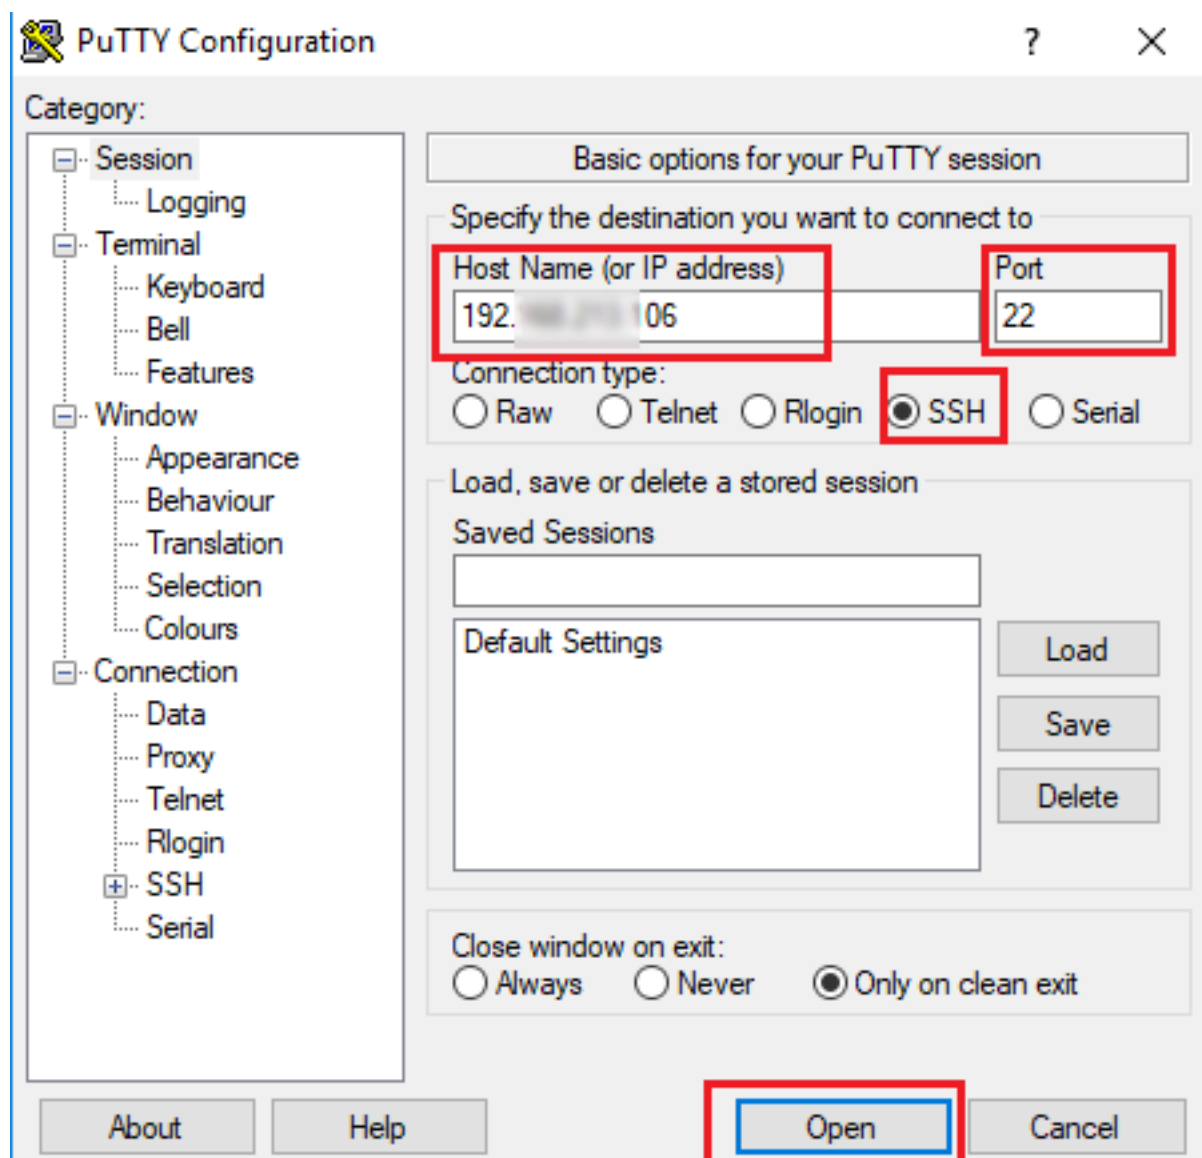 PuTTY Configuration
?
Category:
Session
Logging
Terminal
Keyboard
Bell
Features
Window
Appearance
Behaviour
Translation
Selection
Colours
Connection
Data
Proxy
Telnet
Rlogin
SSH
Serial
Basic options for your PuTTY session
Specify the destination you want to connect to
Host Name (or IP address) Port
192. 106 22
Connection type:
Raw Telnet Rlogin SSH Serial
Load, save or delete a stored session
Saved Sessions
Default Settings
Load
Save
Delete
Close window on exit:
Always Never Only on clean exit
About Help Open Cancel